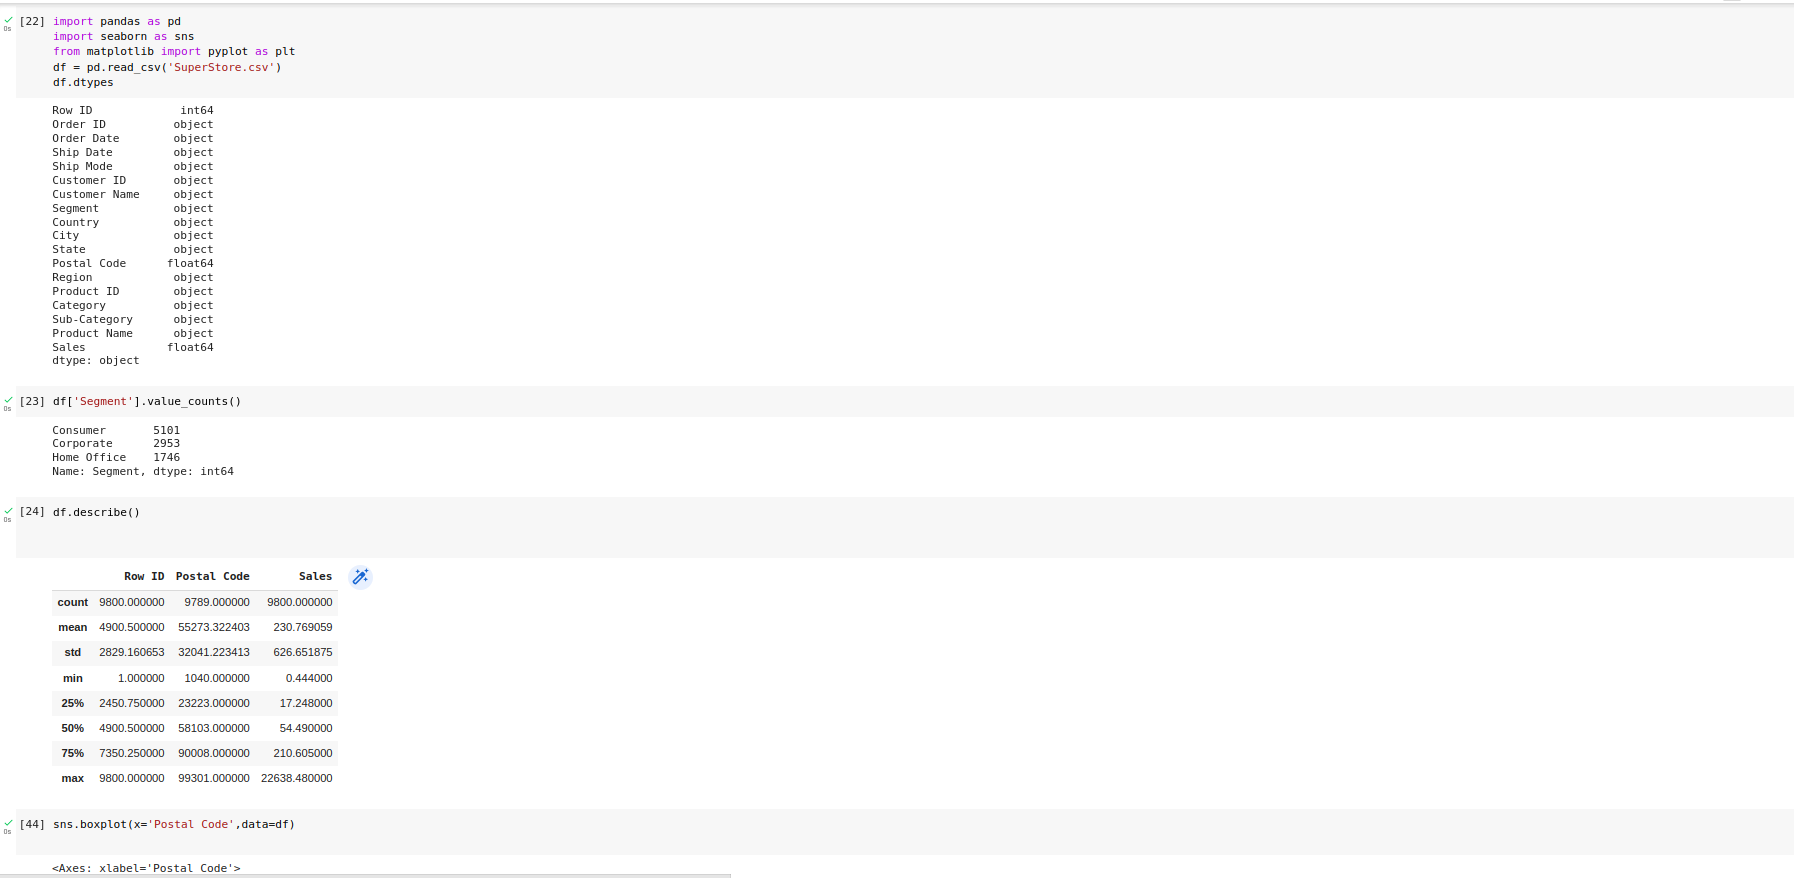 0s
[22] import pandas as pd
import seaborn as sns
from matplotlib import pyplot as plt
df = pd.read_csv('SuperStore.csv')
df.dtypes
Row ID int64
Order ID object
Order Date object
Ship Date object
Ship Mode object
Customer ID object
Customer Name object
Segment object
Country object
City object
State object
Postal Code float64
Region object
Product ID object
Category object
Sub-Category object
Product Name object
Sales float64
dtype: object
0s
[23] df['Segment'].value_counts()
Consumer 5101
Corporate 2953
Home Office 1746
Name: Segment, dtype: int64
0s
[24] df.describe()
Row ID Postal Code Sales
count 9800.000000 9789.000000 9800.000000
mean 4900.500000 55273.322403 230.769059
std 2829.160653 32041.223413 626.651875
min 1.000000 1040.000000 0.444000
25% 2450.750000 23223.000000 17.248000
50% 4900.500000 58103.000000 54.490000
75% 7350.250000 90008.000000 210.605000
max 9800.000000 99301.000000 22638.480000
0s
[44] sns.boxplot(x='Postal Code',data=df)
<Axes: xlabel='Postal Code'>